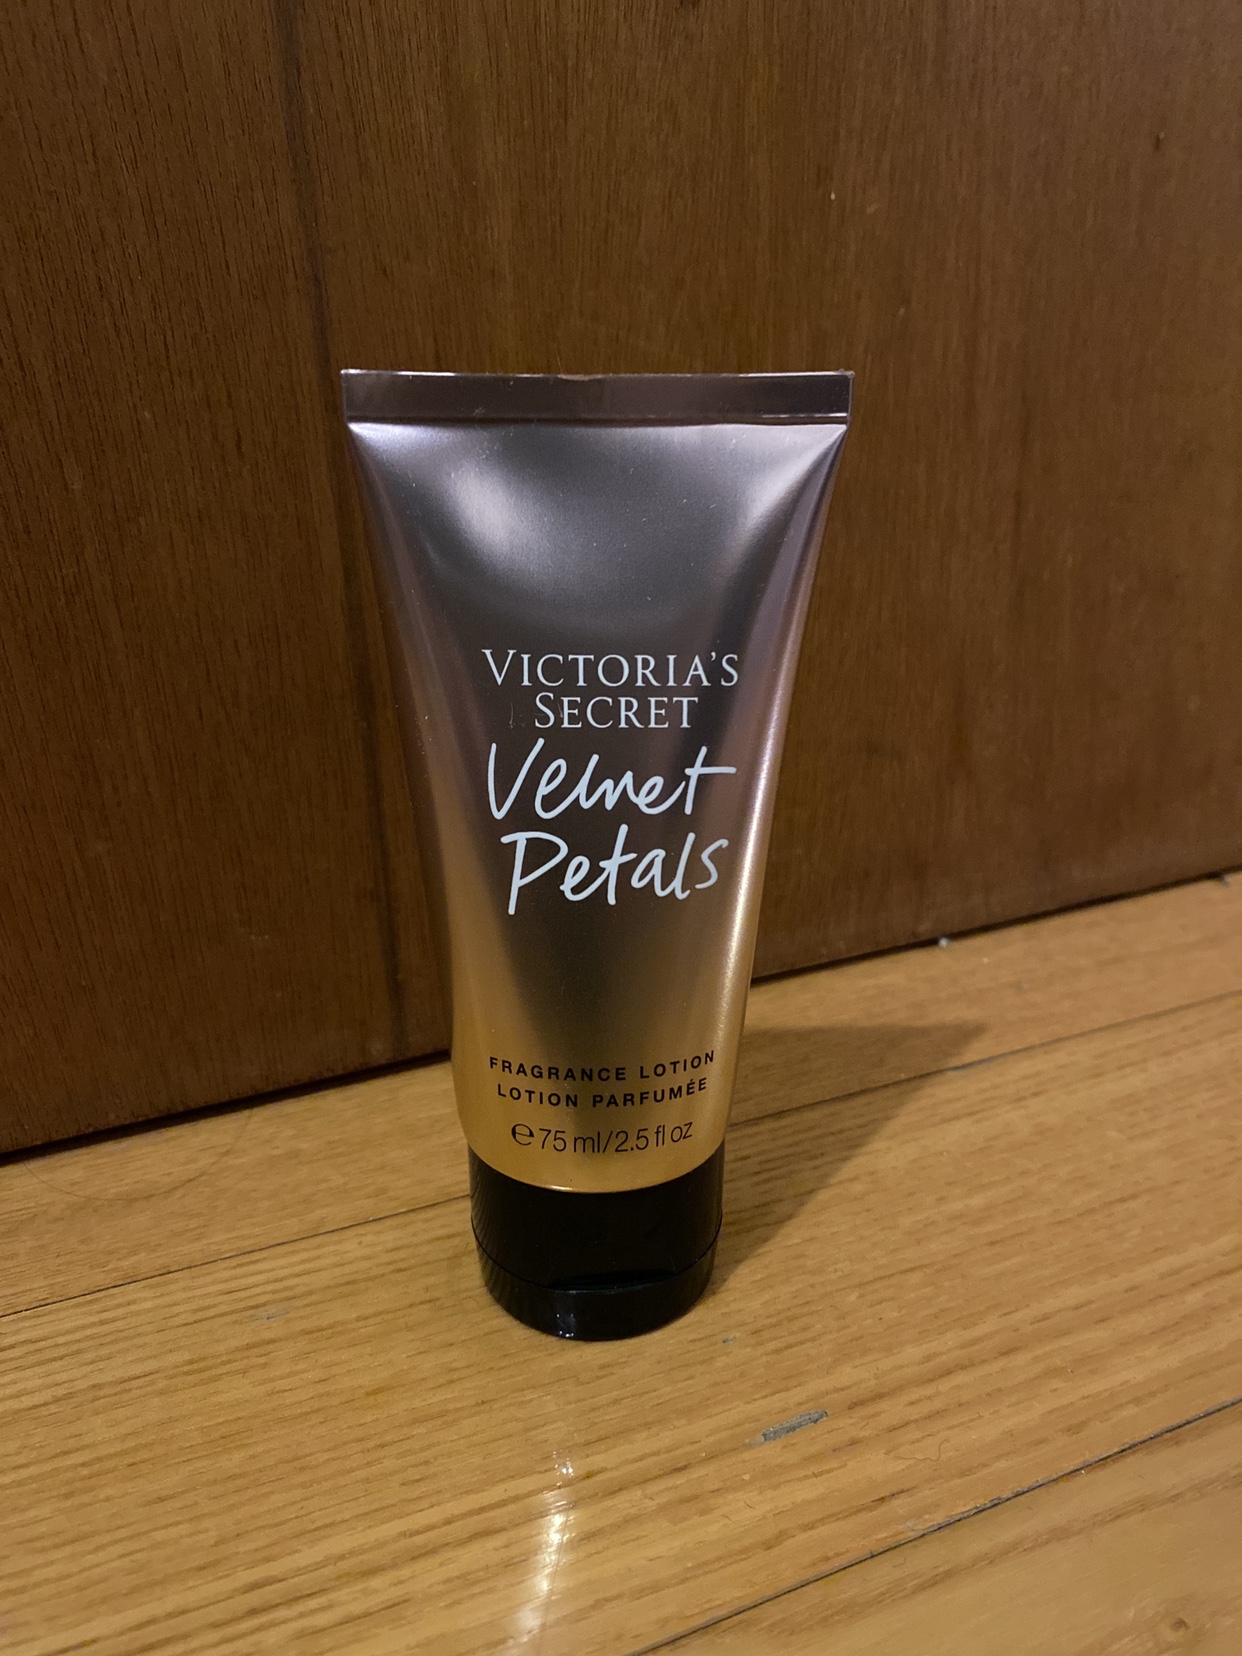 VICTORIA'S
SECRET
Velvet
Petals
FRAGRANCE LOTION
LOTION PARFUMÉE
℮ 75 ml/2.5 fl oz